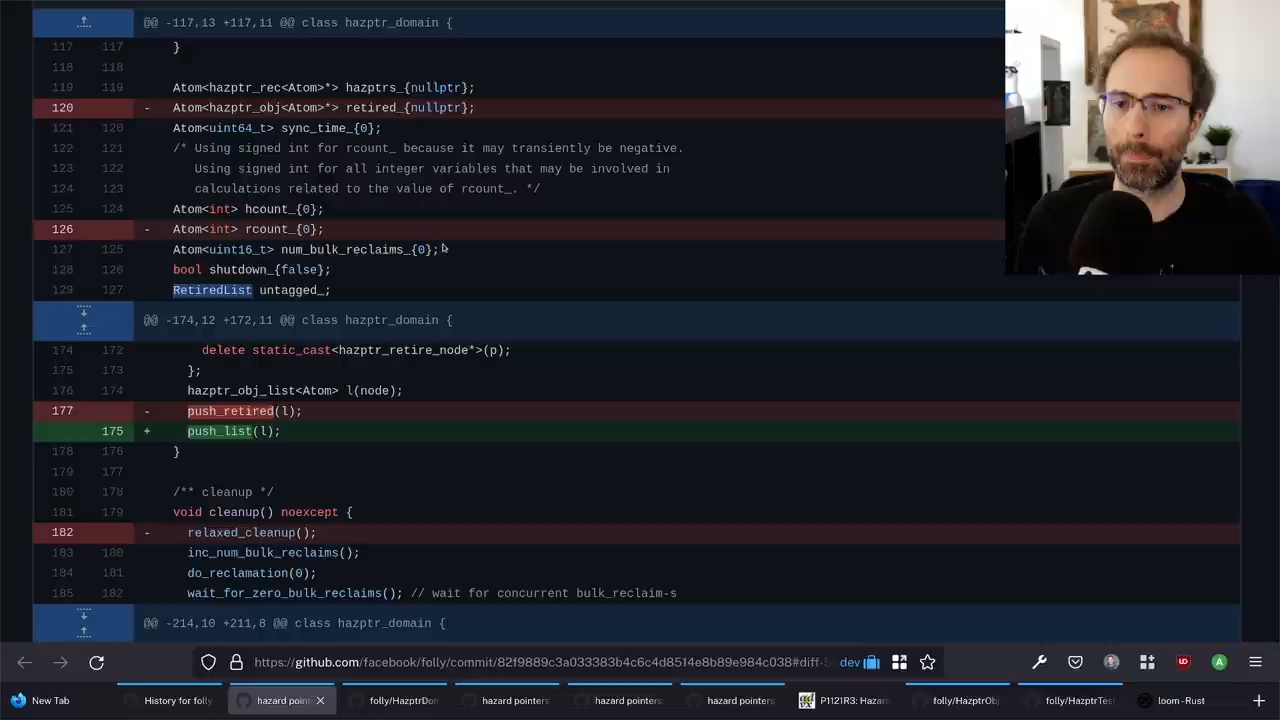 @@ -117,13 +117,11 @@ class hazptr_domain {
117 117 }
118 118
119 119 Atom<hazptr_rec<Atom>*> hazptrs_{nullptr};
120 - Atom<hazptr_obj<Atom>*> retired_{nullptr};
121 120 Atom<uint64_t> sync_time_{0};
122 121 /* Using signed int for rcount_ because it may transiently be negative.
123 122 Using signed int for all integer variables that may be involved in
124 123 calculations related to the value of rcount_. */
125 124 Atom<int> hcount_{0};
126 - Atom<int> rcount_{0};
127 125 Atom<uint16_t> num_bulk_reclaims_{0};
128 126 bool shutdown_{false};
129 127 RetiredList untagged_;
@@ -174,12 +172,11 @@ class hazptr_domain {
174 172 delete static_cast<hazptr_retire_node*>(p);
175 173 };
176 174 hazptr_obj_list<Atom> l(node);
177 - push_retired(l);
175 + push_list(l);
178 176 }
179 177
180 178 /** cleanup */
181 179 void cleanup() noexcept {
182 - relaxed_cleanup();
183 180 inc_num_bulk_reclaims();
184 181 do_reclamation(0);
185 182 wait_for_zero_bulk_reclaims(); // wait for concurrent bulk_reclaim-s
@@ -214,10 +211,8 @@ class hazptr_domain {
https://github.com/facebook/folly/commit/82f9889c3a033383b4c6c4d8514e8b89e984c038#diff- dev
New Tab History for folly hazard poin folly/HazptrDon hazard pointers hazard pointers hazard pointers P1121R3: Hazar folly/HazptrObj folly/HazptrTest loom - Rust